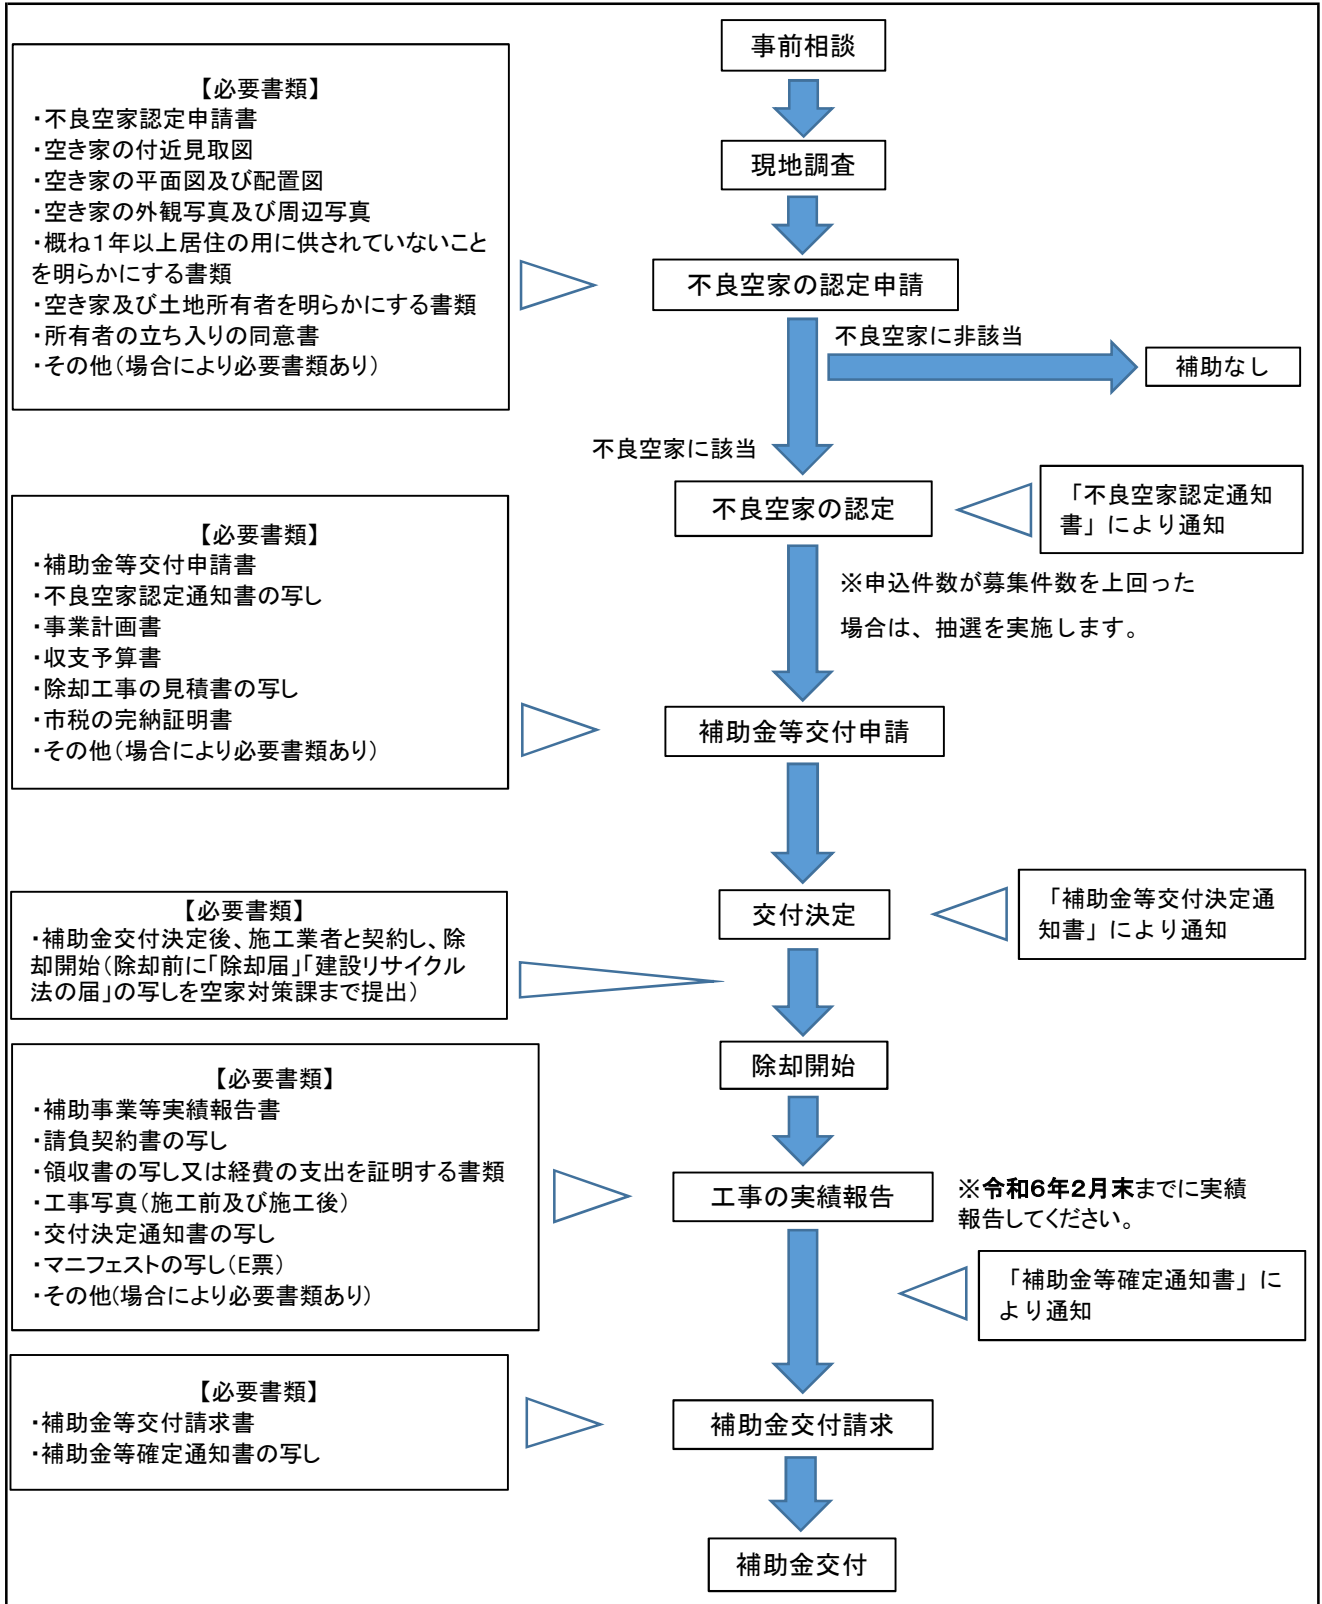 事前相談
現地調査
【必要書類】
・不良空家認定申請書
・空き家の付近見取図
・空き家の平面図及び配置図
・空き家の外観写真及び周辺写真
・概ね１年以上居住の用に供されていないこと
を明らかにする書類
・空き家及び土地所有者を明らかにする書類
・所有者の立ち入りの同意書
・その他（場合により必要書類あり）
不良空家の認定申請
不良空家に非該当
補助なし
不良空家に該当
不良空家の認定
「不良空家認定通知
書」により通知
※申込件数が募集件数を上回った
場合は、抽選を実施します。
【必要書類】
・補助金等交付申請書
・不良空家認定通知書の写し
・事業計画書
・収支予算書
・除却工事の見積書の写し
・市税の完納証明書
・その他（場合により必要書類あり）
補助金等交付申請
交付決定
「補助金等交付決定通
知書」により通知
【必要書類】
・補助金交付決定後、施工業者と契約し、除
却開始（除却前に「除却届」「建設リサイクル
法の届」の写しを空家対策課まで提出）
除却開始
【必要書類】
・補助事業等実績報告書
・請負契約書の写し
・領収書の写し又は経費の支出を証明する書類
・工事写真（施工前及び施工後）
・交付決定通知書の写し
・マニフェストの写し（E票）
・その他(場合により必要書類あり）
工事の実績報告
※令和6年2月末までに実績
報告してください。
「補助金等確定通知書」に
より通知
【必要書類】
・補助金等交付請求書
・補助金等確定通知書の写し
補助金交付請求
補助金交付